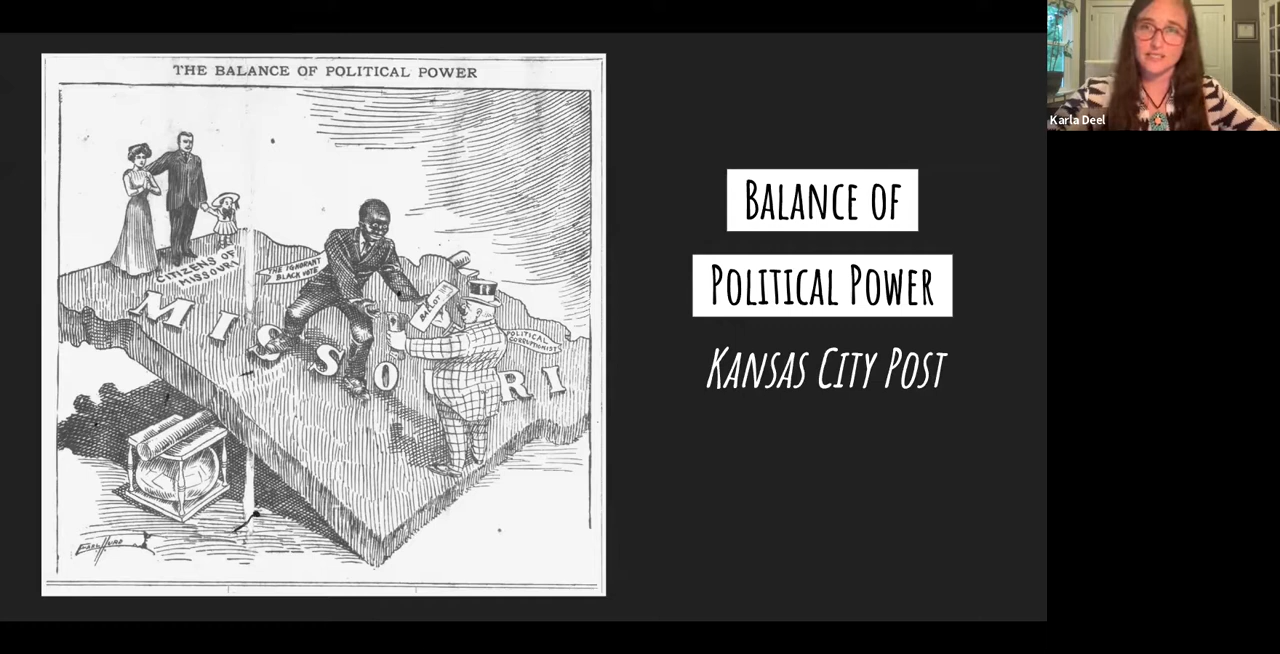 THE BALANCE OF POLITICAL POWER
CITIZENS OF
MISSOURI
THE IGNORANT
BLACK VOTE
BALLOT
POLITICAL
CORRUPTIONISTS
MISSOURI
BALANCE OF
POLITICAL POWER
KANSAS CITY POST
Karla Deel